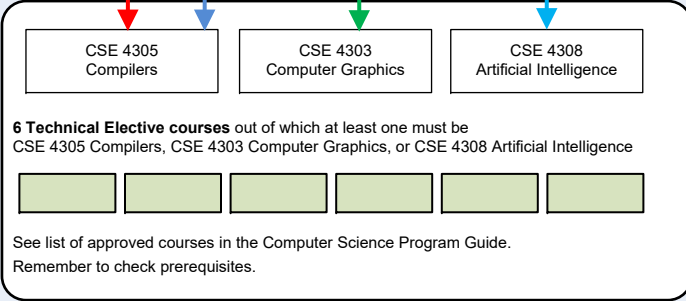 CSE 4305
Compilers
CSE 4303
Computer Graphics
CSE 4308
Artificial Intelligence
6 Technical Elective courses out of which at least one must be
CSE 4305 Compilers, CSE 4303 Computer Graphics, or CSE 4308 Artificial Intelligence
See list of approved courses in the Computer Science Program Guide.
Remember to check prerequisites.